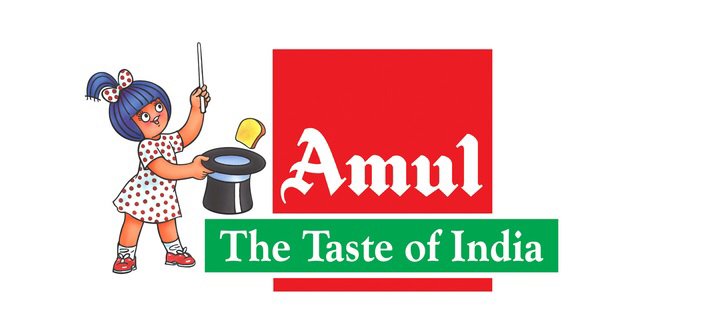 Amul
The Taste of India